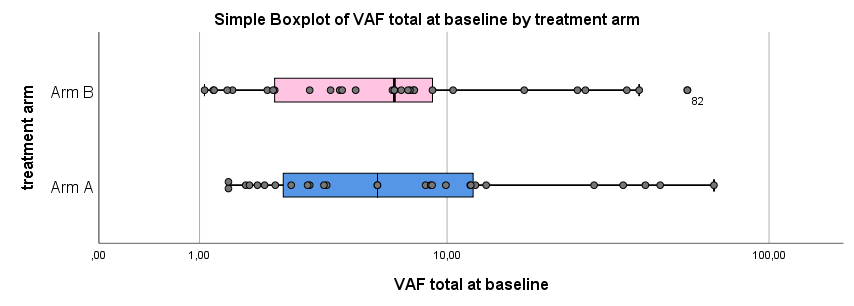 Simple Boxplot of VAF total at baseline by treatment arm
treatment arm
Arm B
82
Arm A
,00
1,00
10,00
100,00
VAF total at baseline